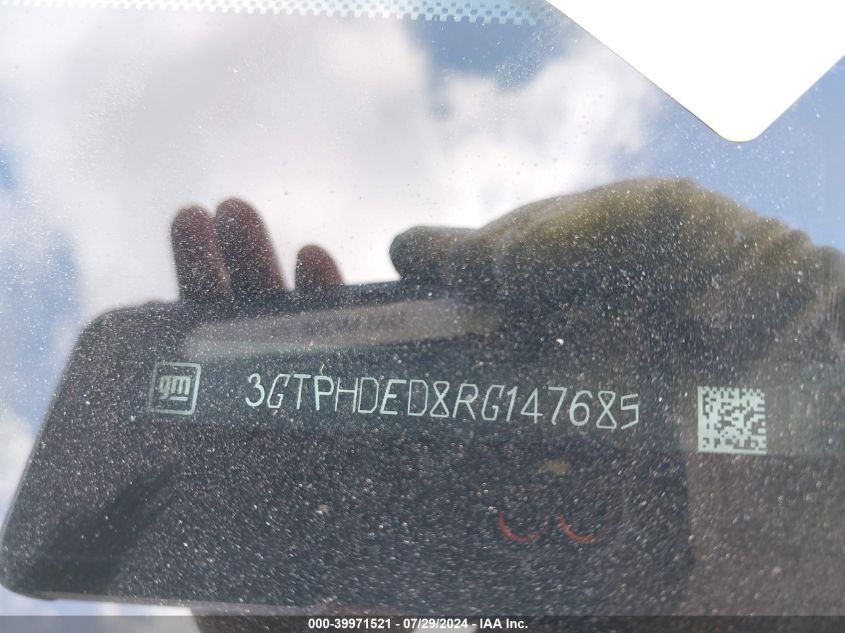 gm 3GTPHDED8RG147685
000-39971521 - 07/29/2024 - IAA Inc.